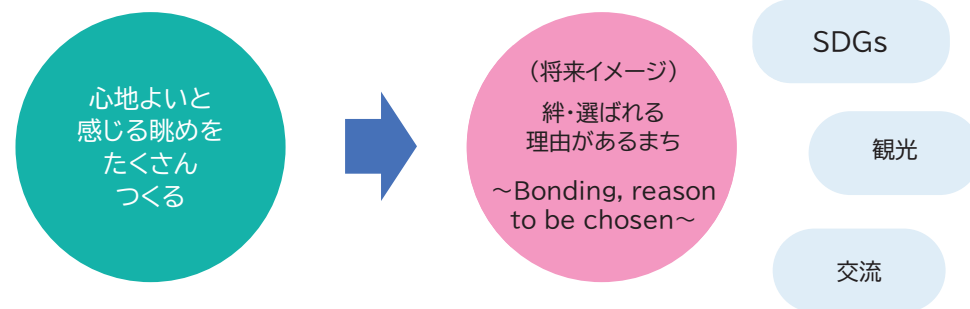 心地よいと
感じる眺めを
たくさん
つくる
（将来イメージ）
絆・選ばれる
理由があるまち
～Bonding, reason
to be chosen～
SDGs
観光
交流